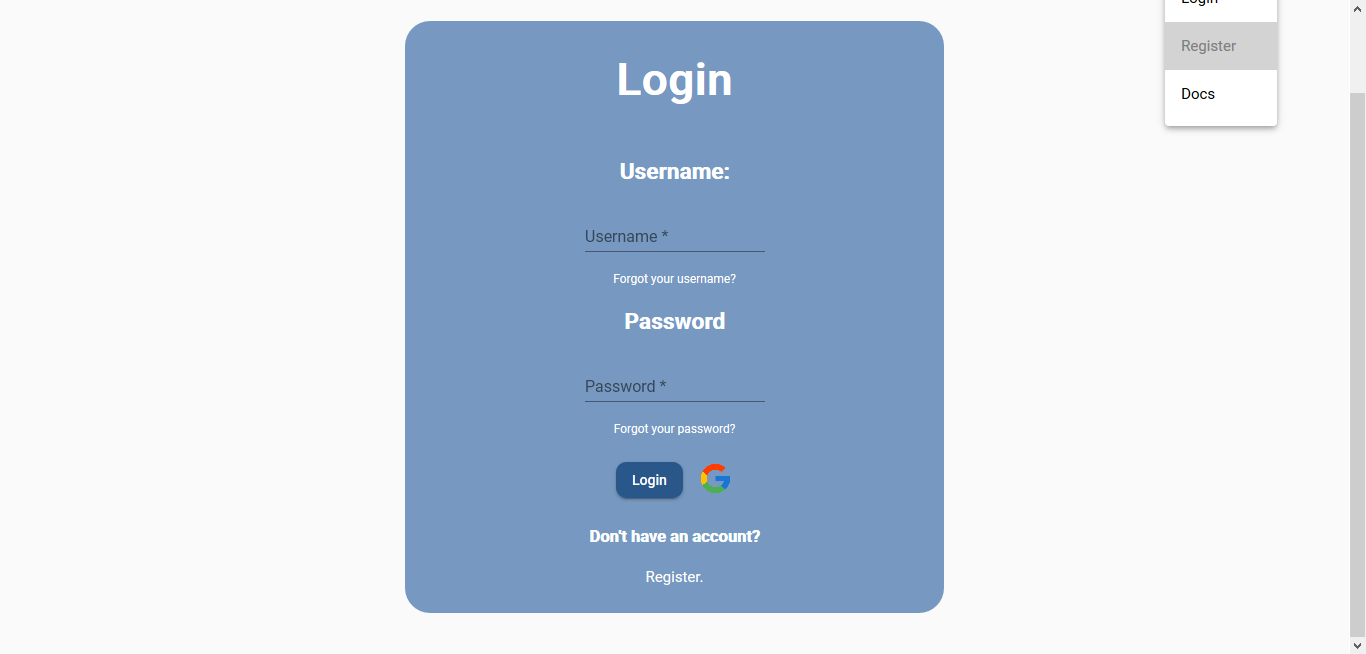 Login
Register
Docs
Login
Username:
Username *
Forgot your username?
Password
Password *
Forgot your password?
Login
Don't have an account?
Register.